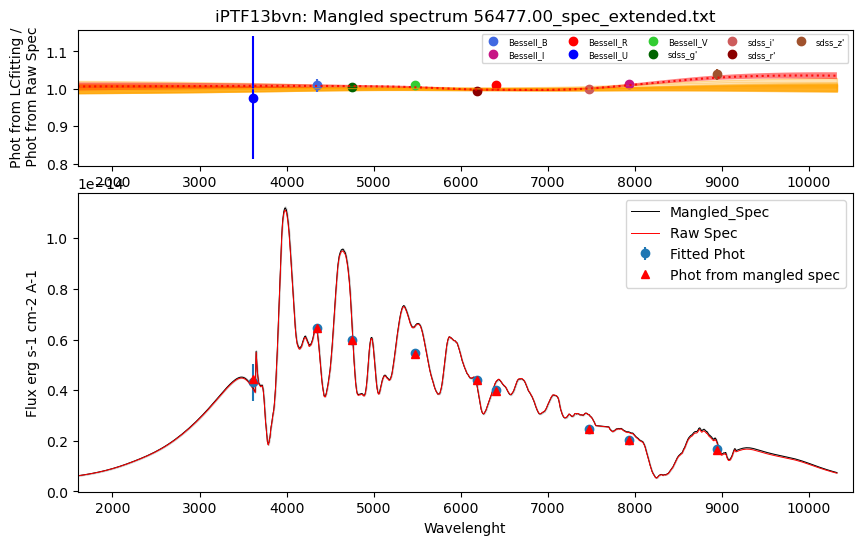 iPTF13bvn: Mangled spectrum 56477.00_spec_extended.txt
Phot from LCfitting /
Phot from Raw Spec
1.1
1.0
0.9
0.8
Bessell_B
Bessell_I
Bessell_R
Bessell_U
Bessell_V
sdss_g'
sdss_i'
sdss_r'
sdss_z'
2000 3000 4000 5000 6000 7000 8000 9000 10000
1e−14
Flux erg s-1 cm-2 A-1
1.0
0.8
0.6
0.4
0.2
0.0
Mangled_Spec
Raw Spec
Fitted Phot
Phot from mangled spec
2000 3000 4000 5000 6000 7000 8000 9000 10000
Wavelenght